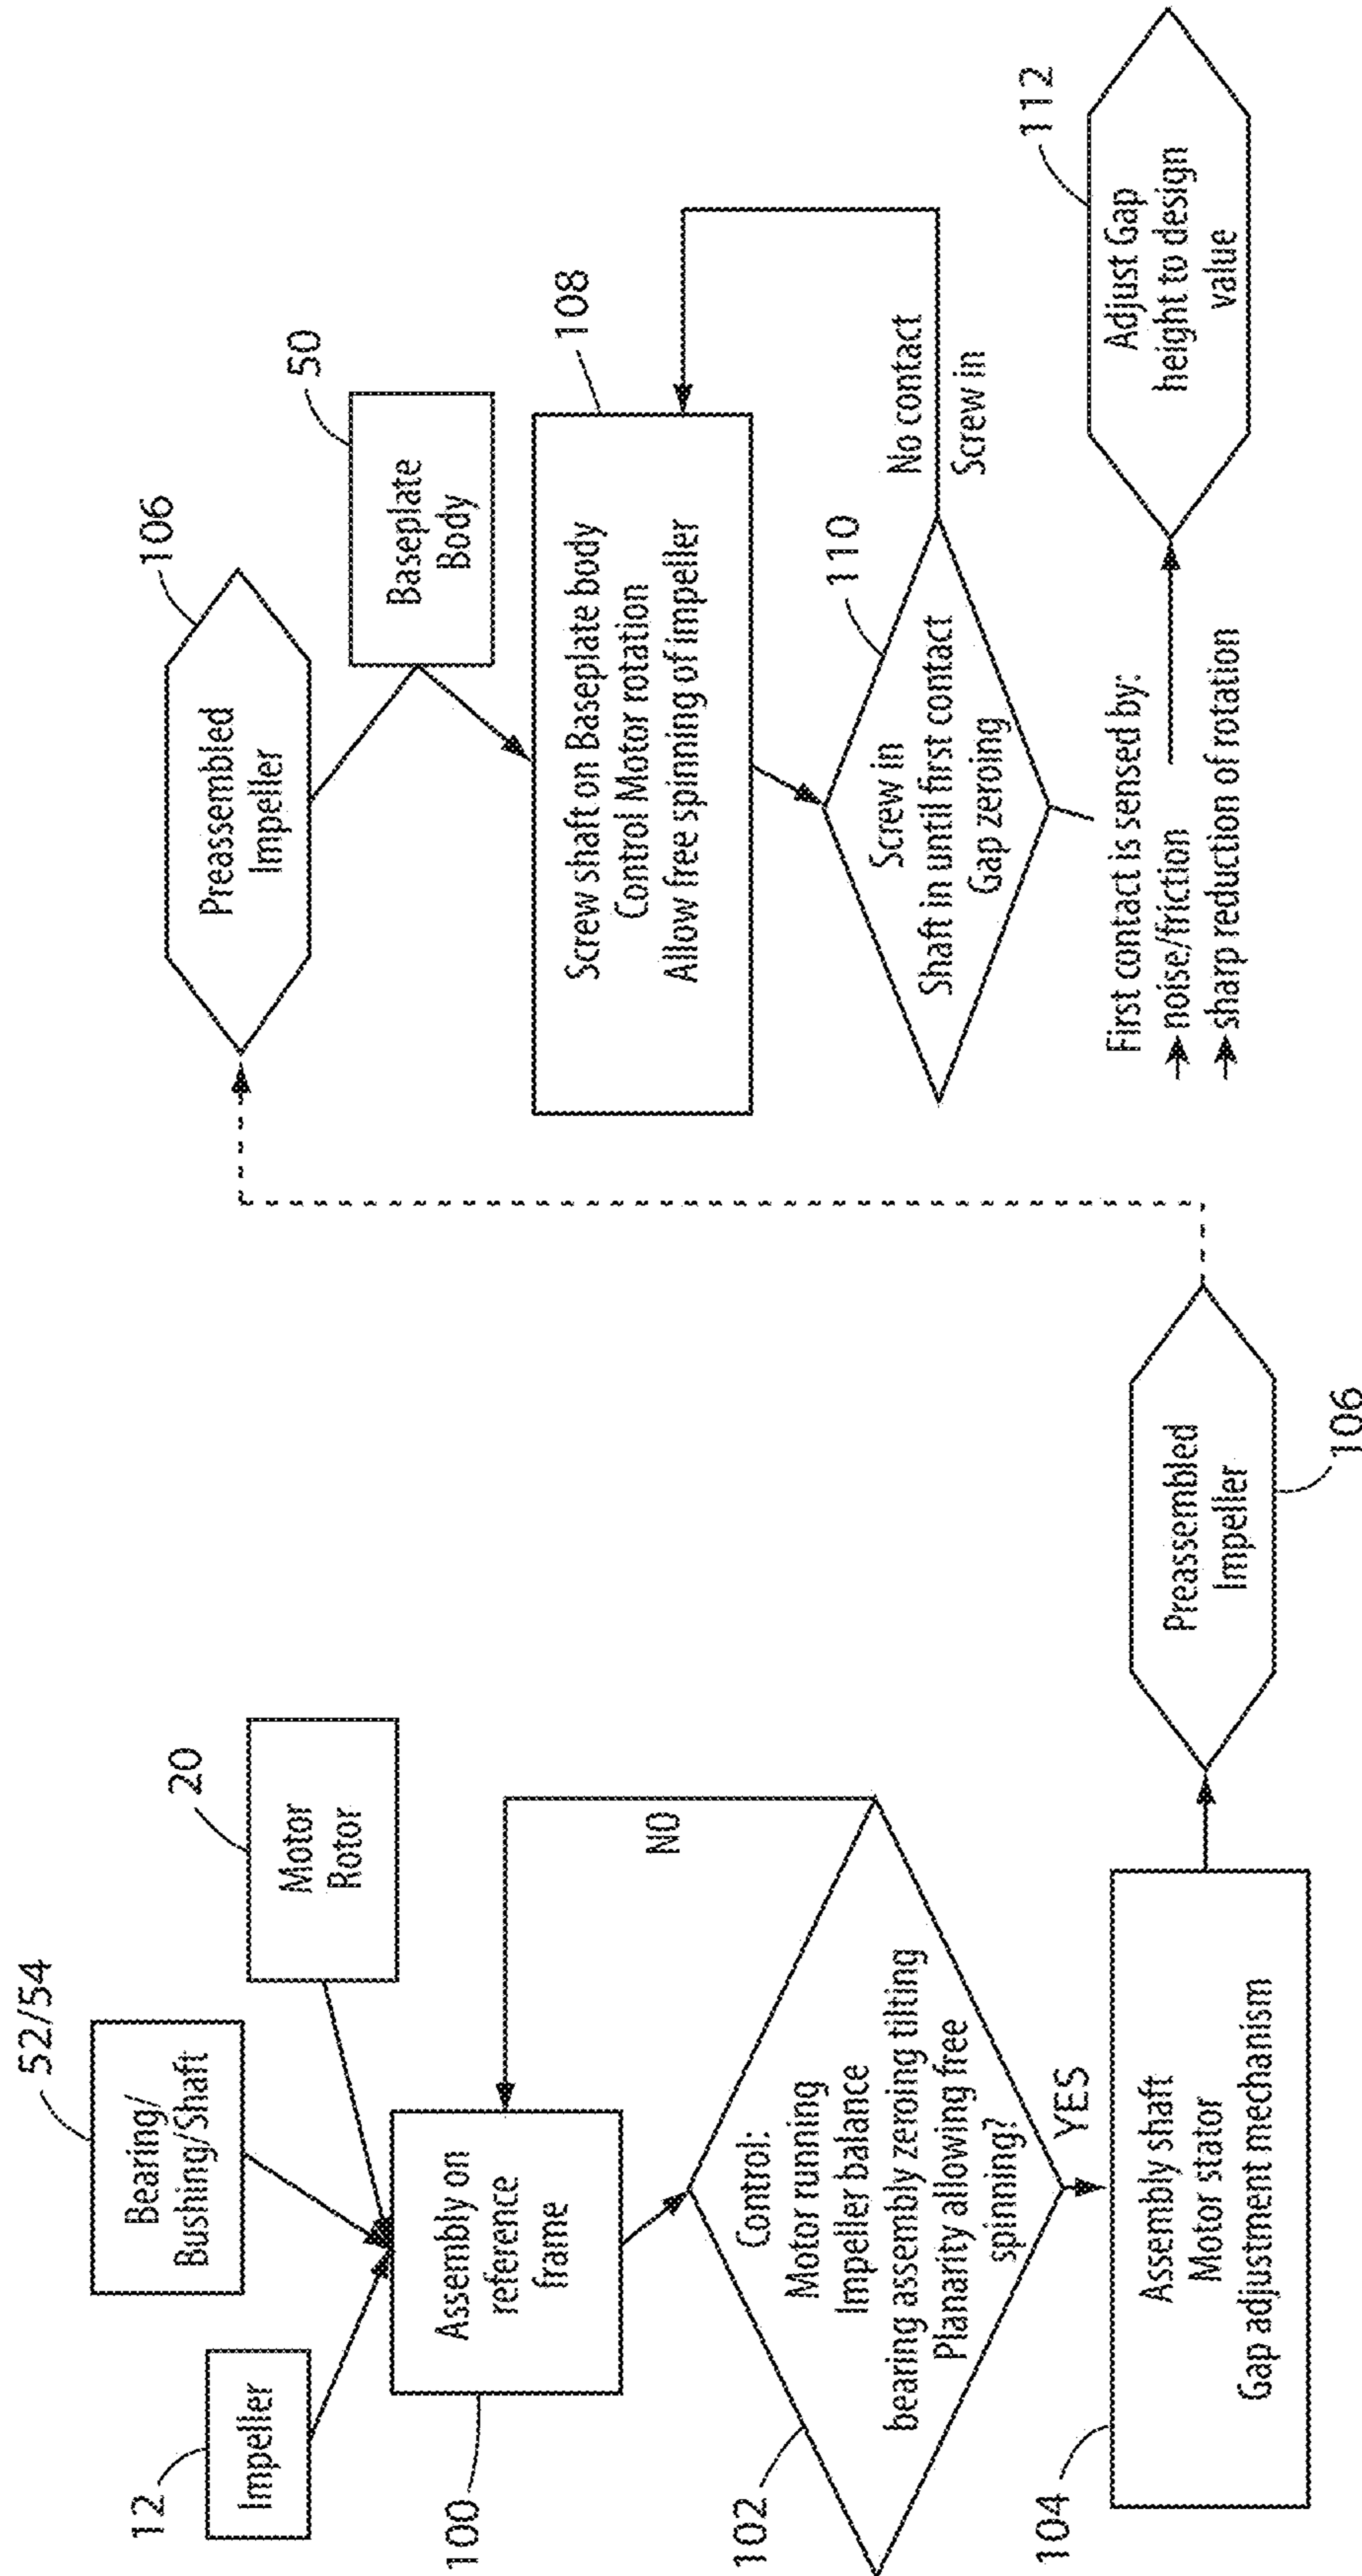 12
Impeller
52/54
Bearing/
Bushing/Shaft
20
Motor
Rotor
100
Assembly on
reference
frame
NO
102
Control:
Motor running
Impeller balance
bearing assembly zeroing tilting
Planarity allowing free
spinning?
YES
104
Assembly shaft
Motor stator
Gap adjustment mechanism
Preassembled
Impeller
106
106
Preassembled
Impeller
50
Baseplate
Body
108
Screw shaft on Baseplate body
Control Motor rotation
Allow free spinning of impeller
110
Screw in
Shaft in until first contact
Gap zeroing
No contact
Screw in
First contact is sensed by:
noise/friction
sharp reduction of rotation
112
Adjust Gap
height to design
value